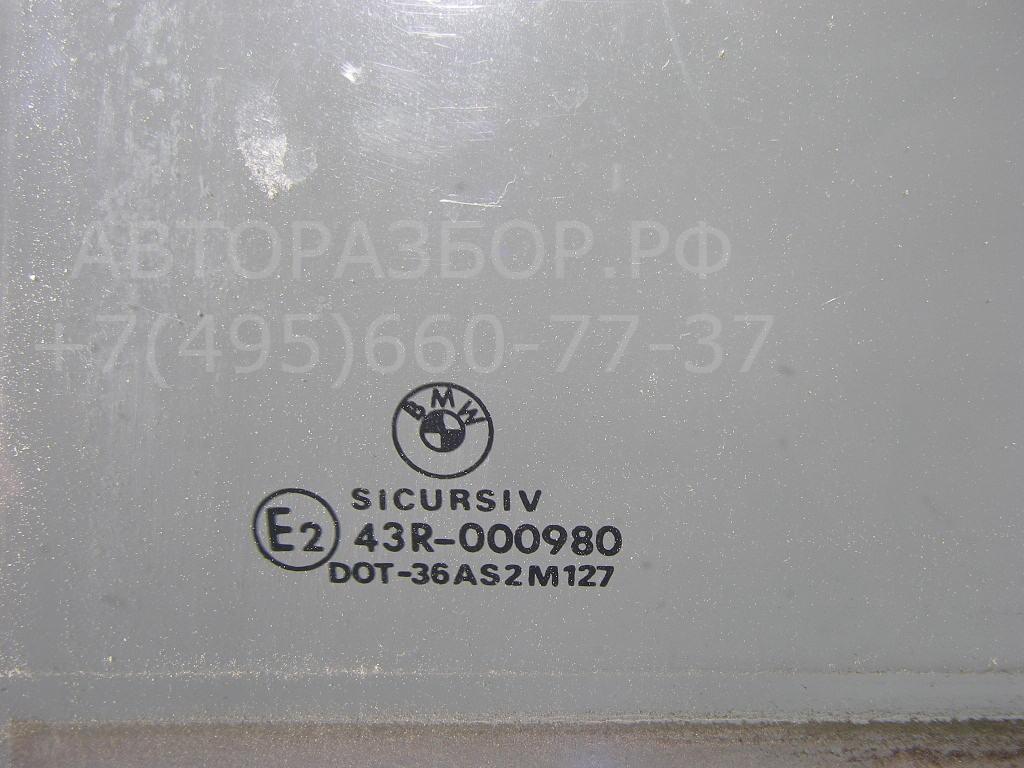 АВТОРАЗБОР.РФ
+7(495)660-77-37
BMW
SICURSIV
E2 43R-000980
DOT-36AS2M127